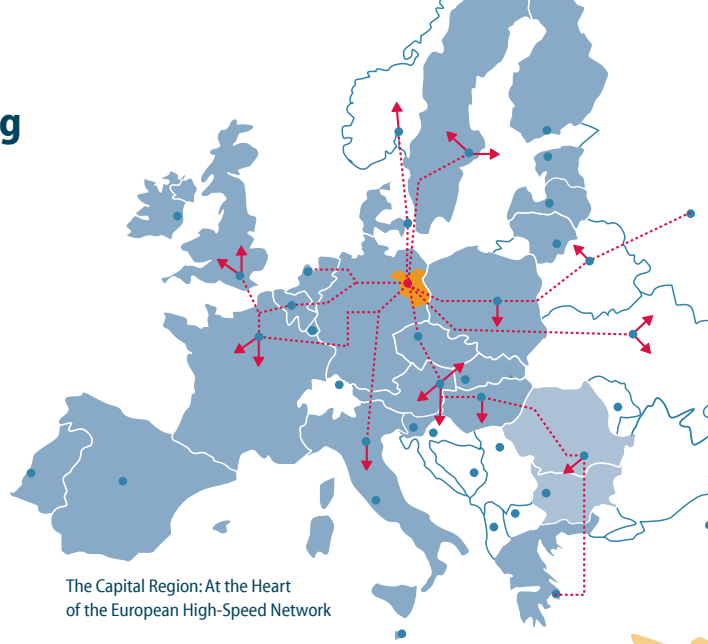 g
The Capital Region: At the Heart
of the European High-Speed Network